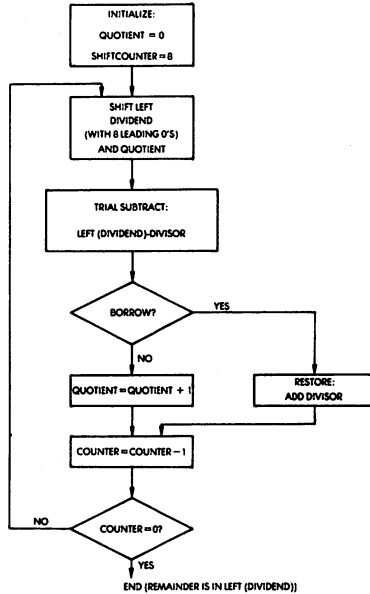 INITIALIZE:
QUOTIENT = 0
SHIFTCOUNTER = 8
SHIFT LEFT
DIVIDEND
(WITH 8 LEADING 0'S)
AND QUOTIENT
TRIAL SUBTRACT:
LEFT (DIVIDEND)-DIVISOR
BORROW?
YES
NO
QUOTIENT = QUOTIENT + 1
RESTORE:
ADD DIVISOR
COUNTER = COUNTER - 1
COUNTER = 0?
NO
YES
END (REMAINDER IS IN LEFT (DIVIDEND))